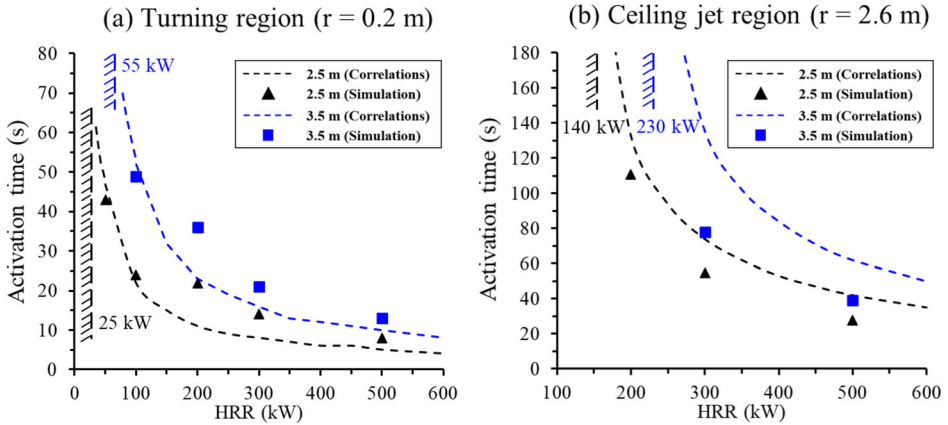 (a) Turning region (r = 0.2 m)
Activation time (s)
80
70
60
50
40
30
20
10
0
55 kW
25 kW
2.5 m (Correlations)
2.5 m (Simulation)
3.5 m (Correlations)
3.5 m (Simulation)
0 100 200 300 400 500 600
HRR (kW)
(b) Ceiling jet region (r = 2.6 m)
Activation time (s)
180
160
140
120
100
80
60
40
20
0
140 kW
230 kW
2.5 m (Correlations)
2.5 m (Simulation)
3.5 m (Correlations)
3.5 m (Simulation)
100 200 300 400 500 600
HRR (kW)